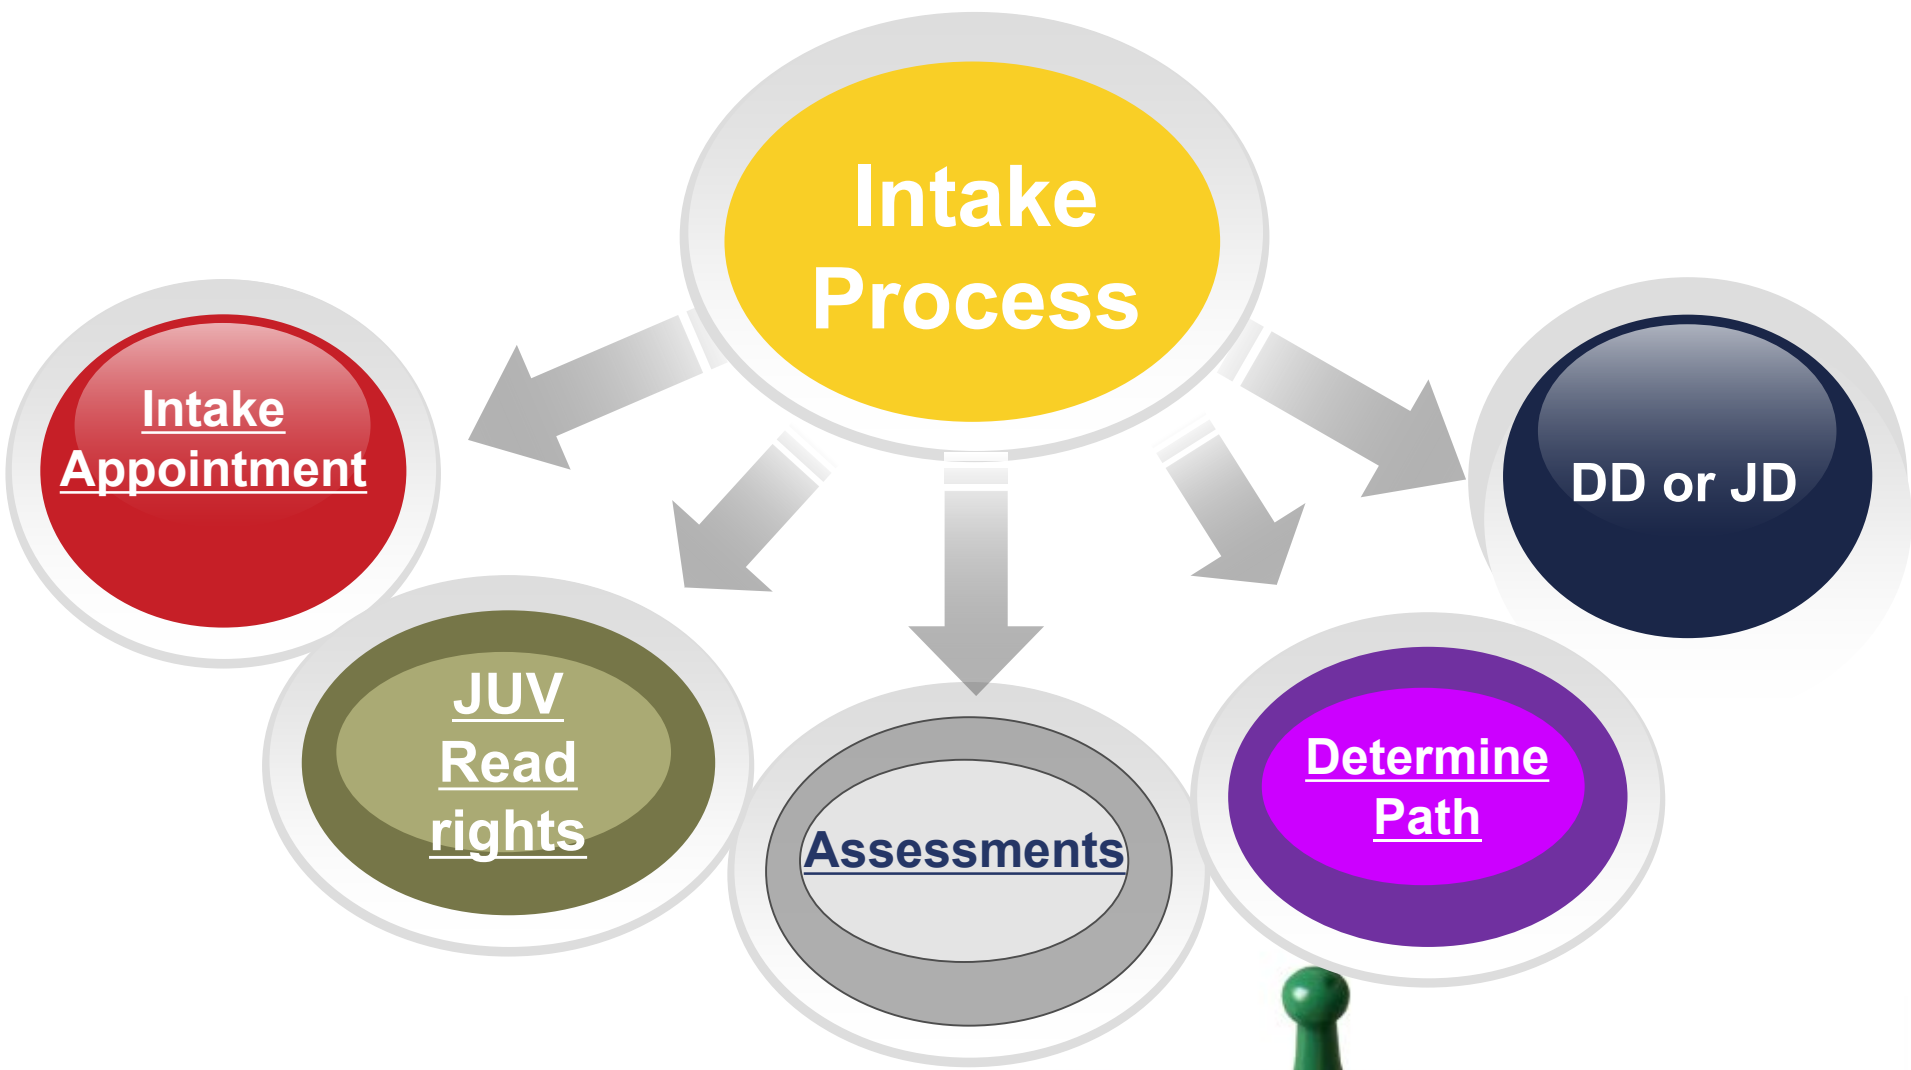 Intake
Process
Intake
Appointment
DD or JD
JUV
Read
rights
Assessments
Determine
Path